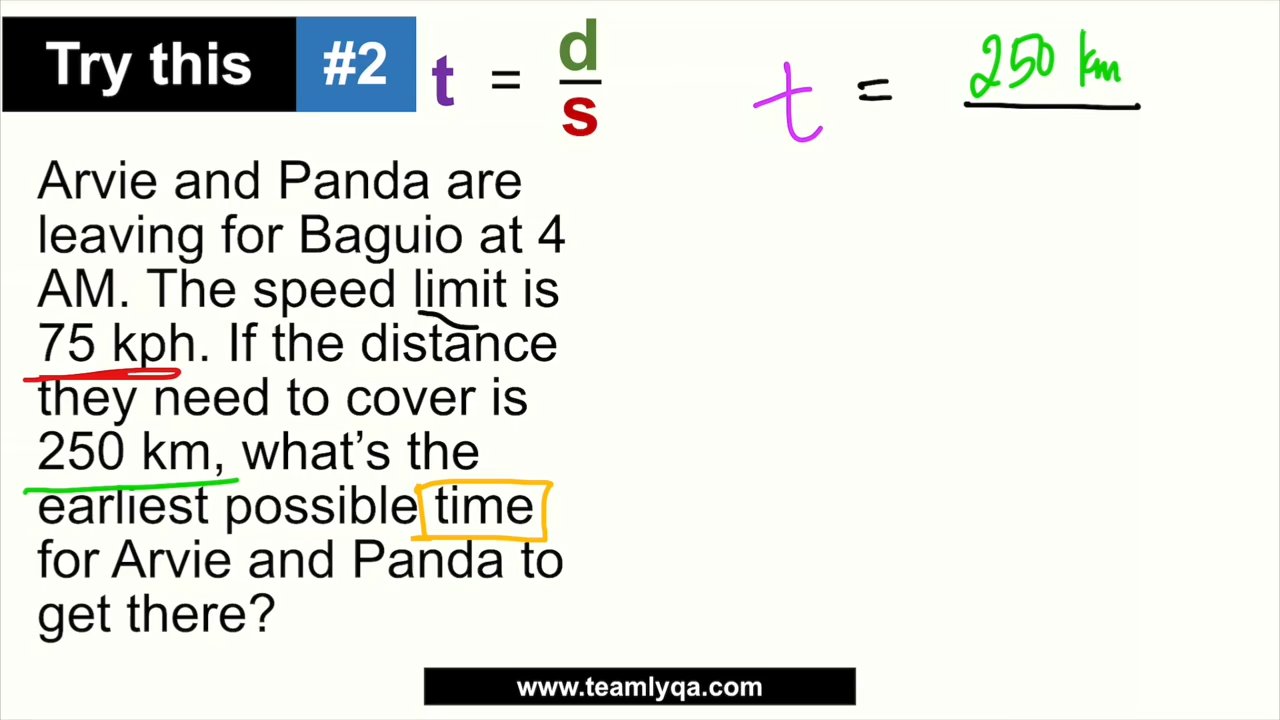 Try this #2
t = d
s
t = 250 km
Arvie and Panda are
leaving for Baguio at 4
AM. The speed limit is
75 kph. If the distance
they need to cover is
250 km, what's the
earliest possible time
for Arvie and Panda to
get there?
www.teamlyqa.com